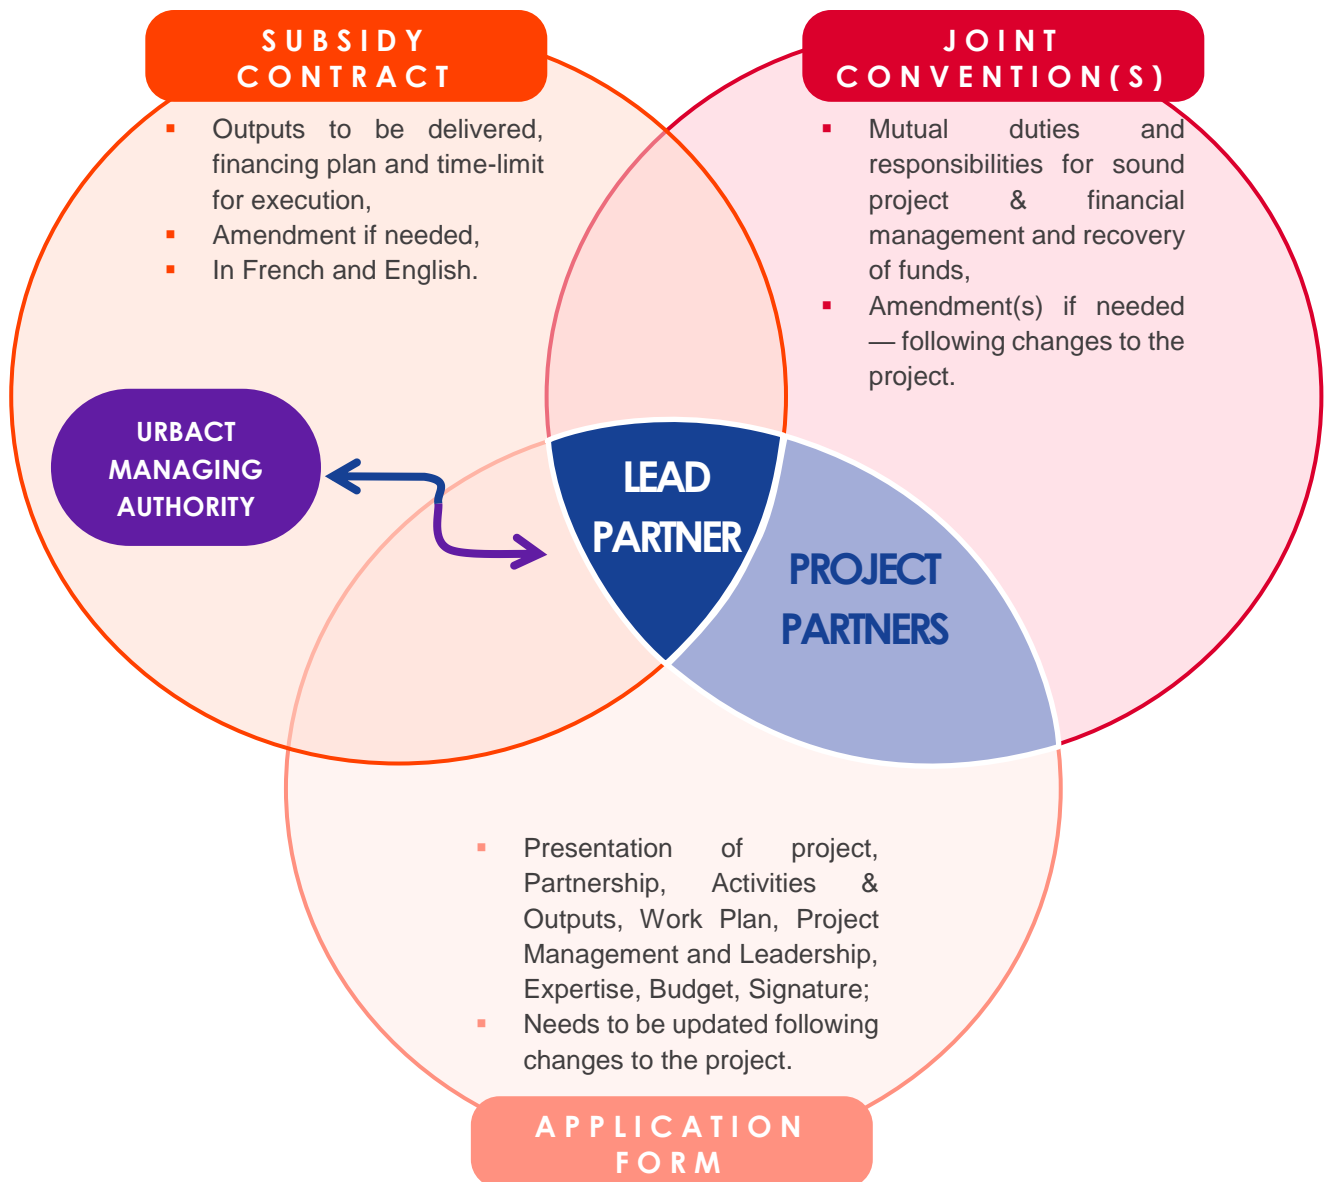 SUBSIDY
CONTRACT
▪ Outputs to be delivered,
financing plan and time-limit
for execution,
▪ Amendment if needed,
▪ In French and English.
JOINT
CONVENTION(S)
▪ Mutual duties and
responsibilities for sound
project & financial
management and recovery
of funds,
▪ Amendment(s) if needed
— following changes to the
project.
URBACT
MANAGING
AUTHORITY
LEAD
PARTNER
PROJECT
PARTNERS
▪ Presentation of project,
Partnership, Activities &
Outputs, Work Plan, Project
Management and Leadership,
Expertise, Budget, Signature;
▪ Needs to be updated following
changes to the project.
APPLICATION
FORM